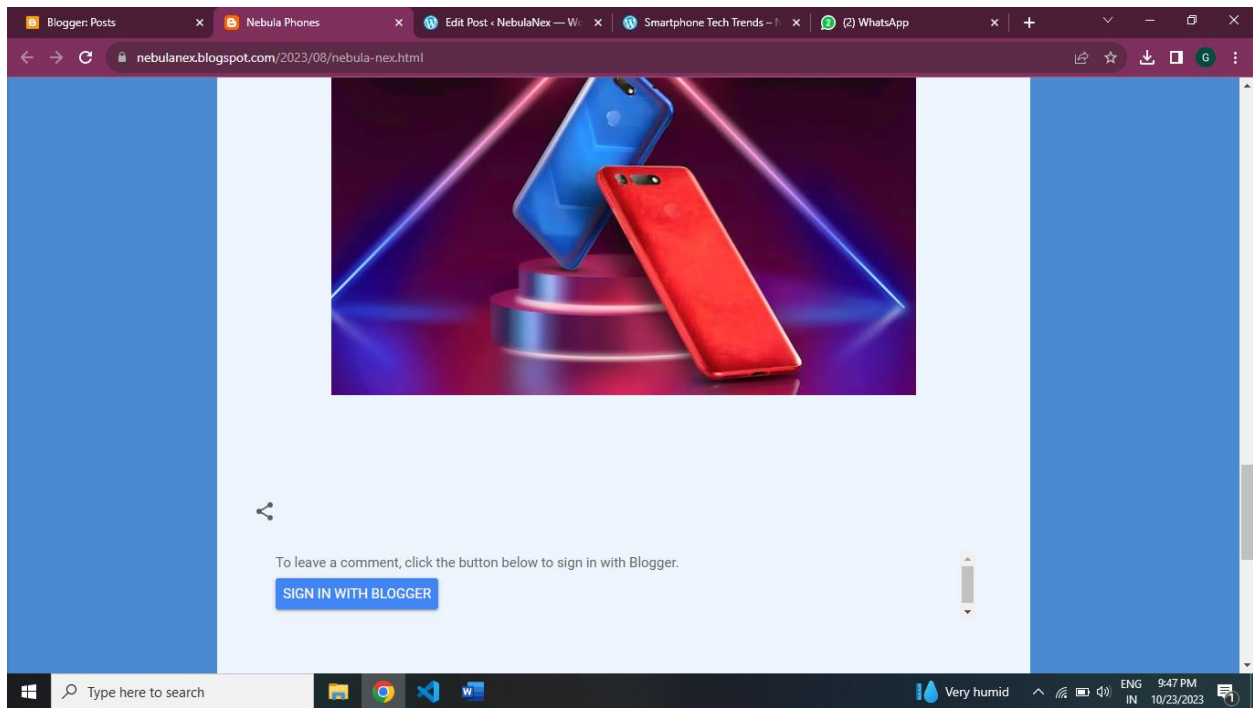 Blogger: Posts
Nebula Phones
Edit Post ‹ NebulaNex — Wo
Smartphone Tech Trends – N
(2) WhatsApp
nebulanex.blogspot.com/2023/08/nebula-nex.html
G
To leave a comment, click the button below to sign in with Blogger.
SIGN IN WITH BLOGGER
Type here to search
Very humid
ENG
IN
9:47 PM
10/23/2023
1